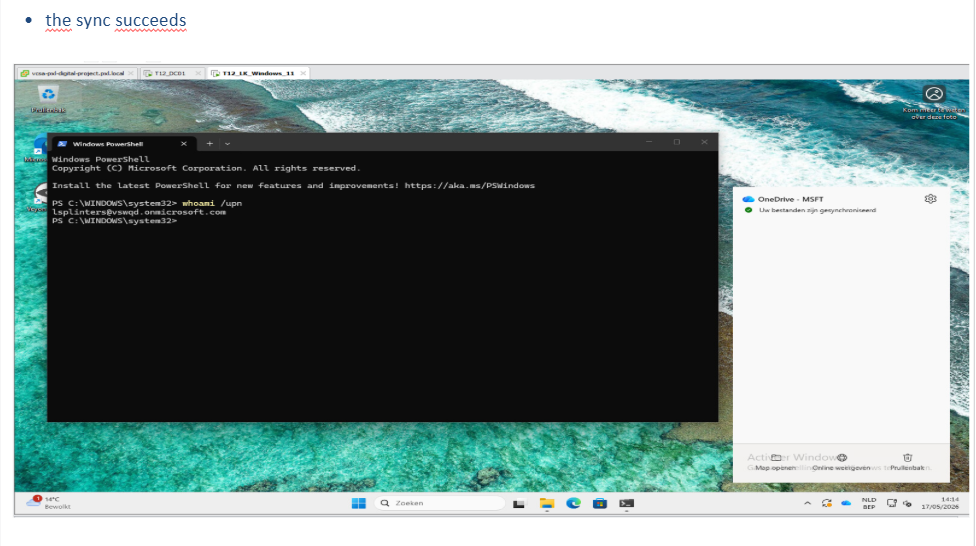 • the sync succeeds
vcsa-pxl-digital-project.pxl.local
T12_DC01
T12_LK_Windows_11
Prullenbak
Kom meer te weten
over deze foto
Windows PowerShell
Windows PowerShell
Copyright (C) Microsoft Corporation. All rights reserved.
Install the latest PowerShell for new features and improvements! https://aka.ms/PSWindows
PS C:\WINDOWS\system32> whoami /upn
lsplinters@vswqd.onmicrosoft.com
PS C:\WINDOWS\system32>
OneDrive - MSFT
Uw bestanden zijn gesynchroniseerd
Map openen
Online weergeven
Prullenbak
1
14°C
Bewolkt
Zoeken
NLD
BEP
14:14
17/05/2026